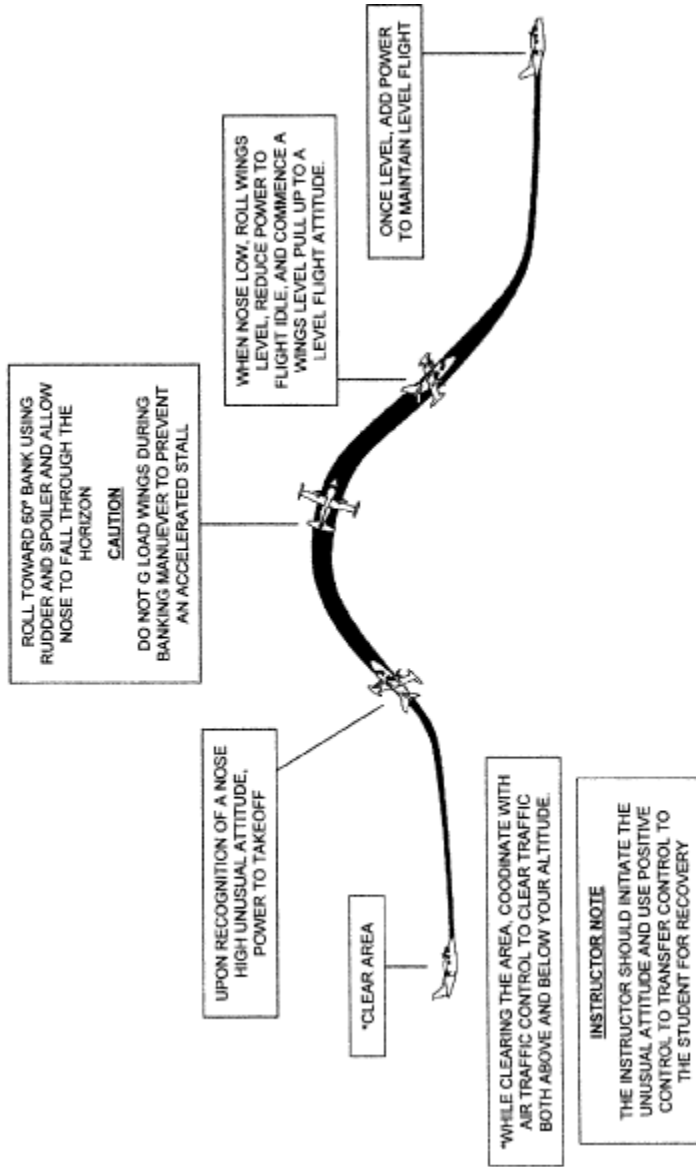 ROLL TOWARD 60° BANK USING
RUDDER AND SPOILER AND ALLOW
NOSE TO FALL THROUGH THE
HORIZON
CAUTION
DO NOT G LOAD WINGS DURING
BANKING MANUEVER TO PREVENT
AN ACCELERATED STALL
UPON RECOGNITION OF A NOSE
HIGH UNUSUAL ATTITUDE,
POWER TO TAKEOFF
WHEN NOSE LOW, ROLL WINGS
LEVEL, REDUCE POWER TO
FLIGHT IDLE, AND COMMENCE A
WINGS LEVEL PULL UP TO A
LEVEL FLIGHT ATTITUDE.
*CLEAR AREA
ONCE LEVEL, ADD POWER
TO MAINTAIN LEVEL FLIGHT
*WHILE CLEARING THE AREA, COODINATE WITH
AIR TRAFFIC CONTROL TO CLEAR TRAFFIC
BOTH ABOVE AND BELOW YOUR ALTITUDE.
INSTRUCTOR NOTE
THE INSTRUCTOR SHOULD INITIATE THE
UNUSUAL ATTITUDE AND USE POSITIVE
CONTROL TO TRANSFER CONTROL TO
THE STUDENT FOR RECOVERY